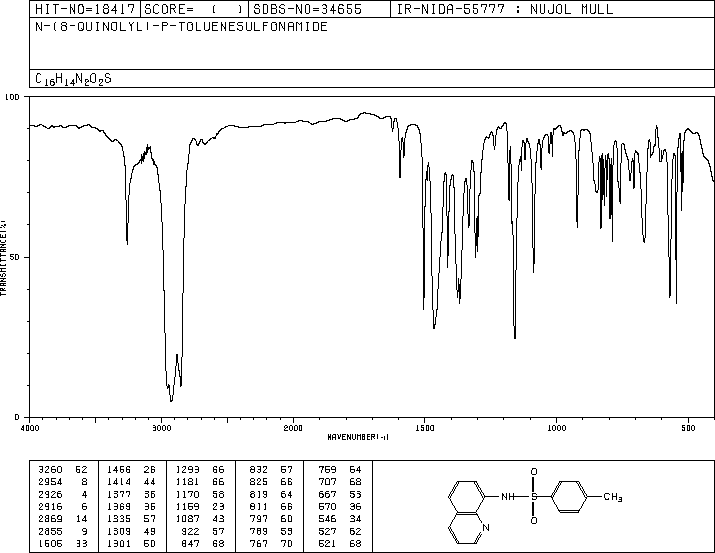 HIT-NO=18417 SCORE= ( ) SDBS-NO=34655 IR-NIDA-55777 : NUJOL MULL
N-(8-QUINOLYL)-P-TOLUENESULFONAMIDE
C16H14N2O2S
100
50
0
TRANSMITTANCE(%)
4000 3000 2000 1500 1000 500
WAVENUMBER(-1)
3260 52 1466 26 1293 66 832 57 759 64
2954 8 1414 44 1181 66 825 66 707 68
2926 4 1377 36 1170 58 819 64 667 53
2916 6 1369 36 1159 23 811 66 570 36
2869 14 1335 57 1087 43 797 60 546 34
2855 9 1309 49 922 57 789 59 527 62
1505 33 1301 50 847 68 767 70 521 68
O
NH S CH3
O
N